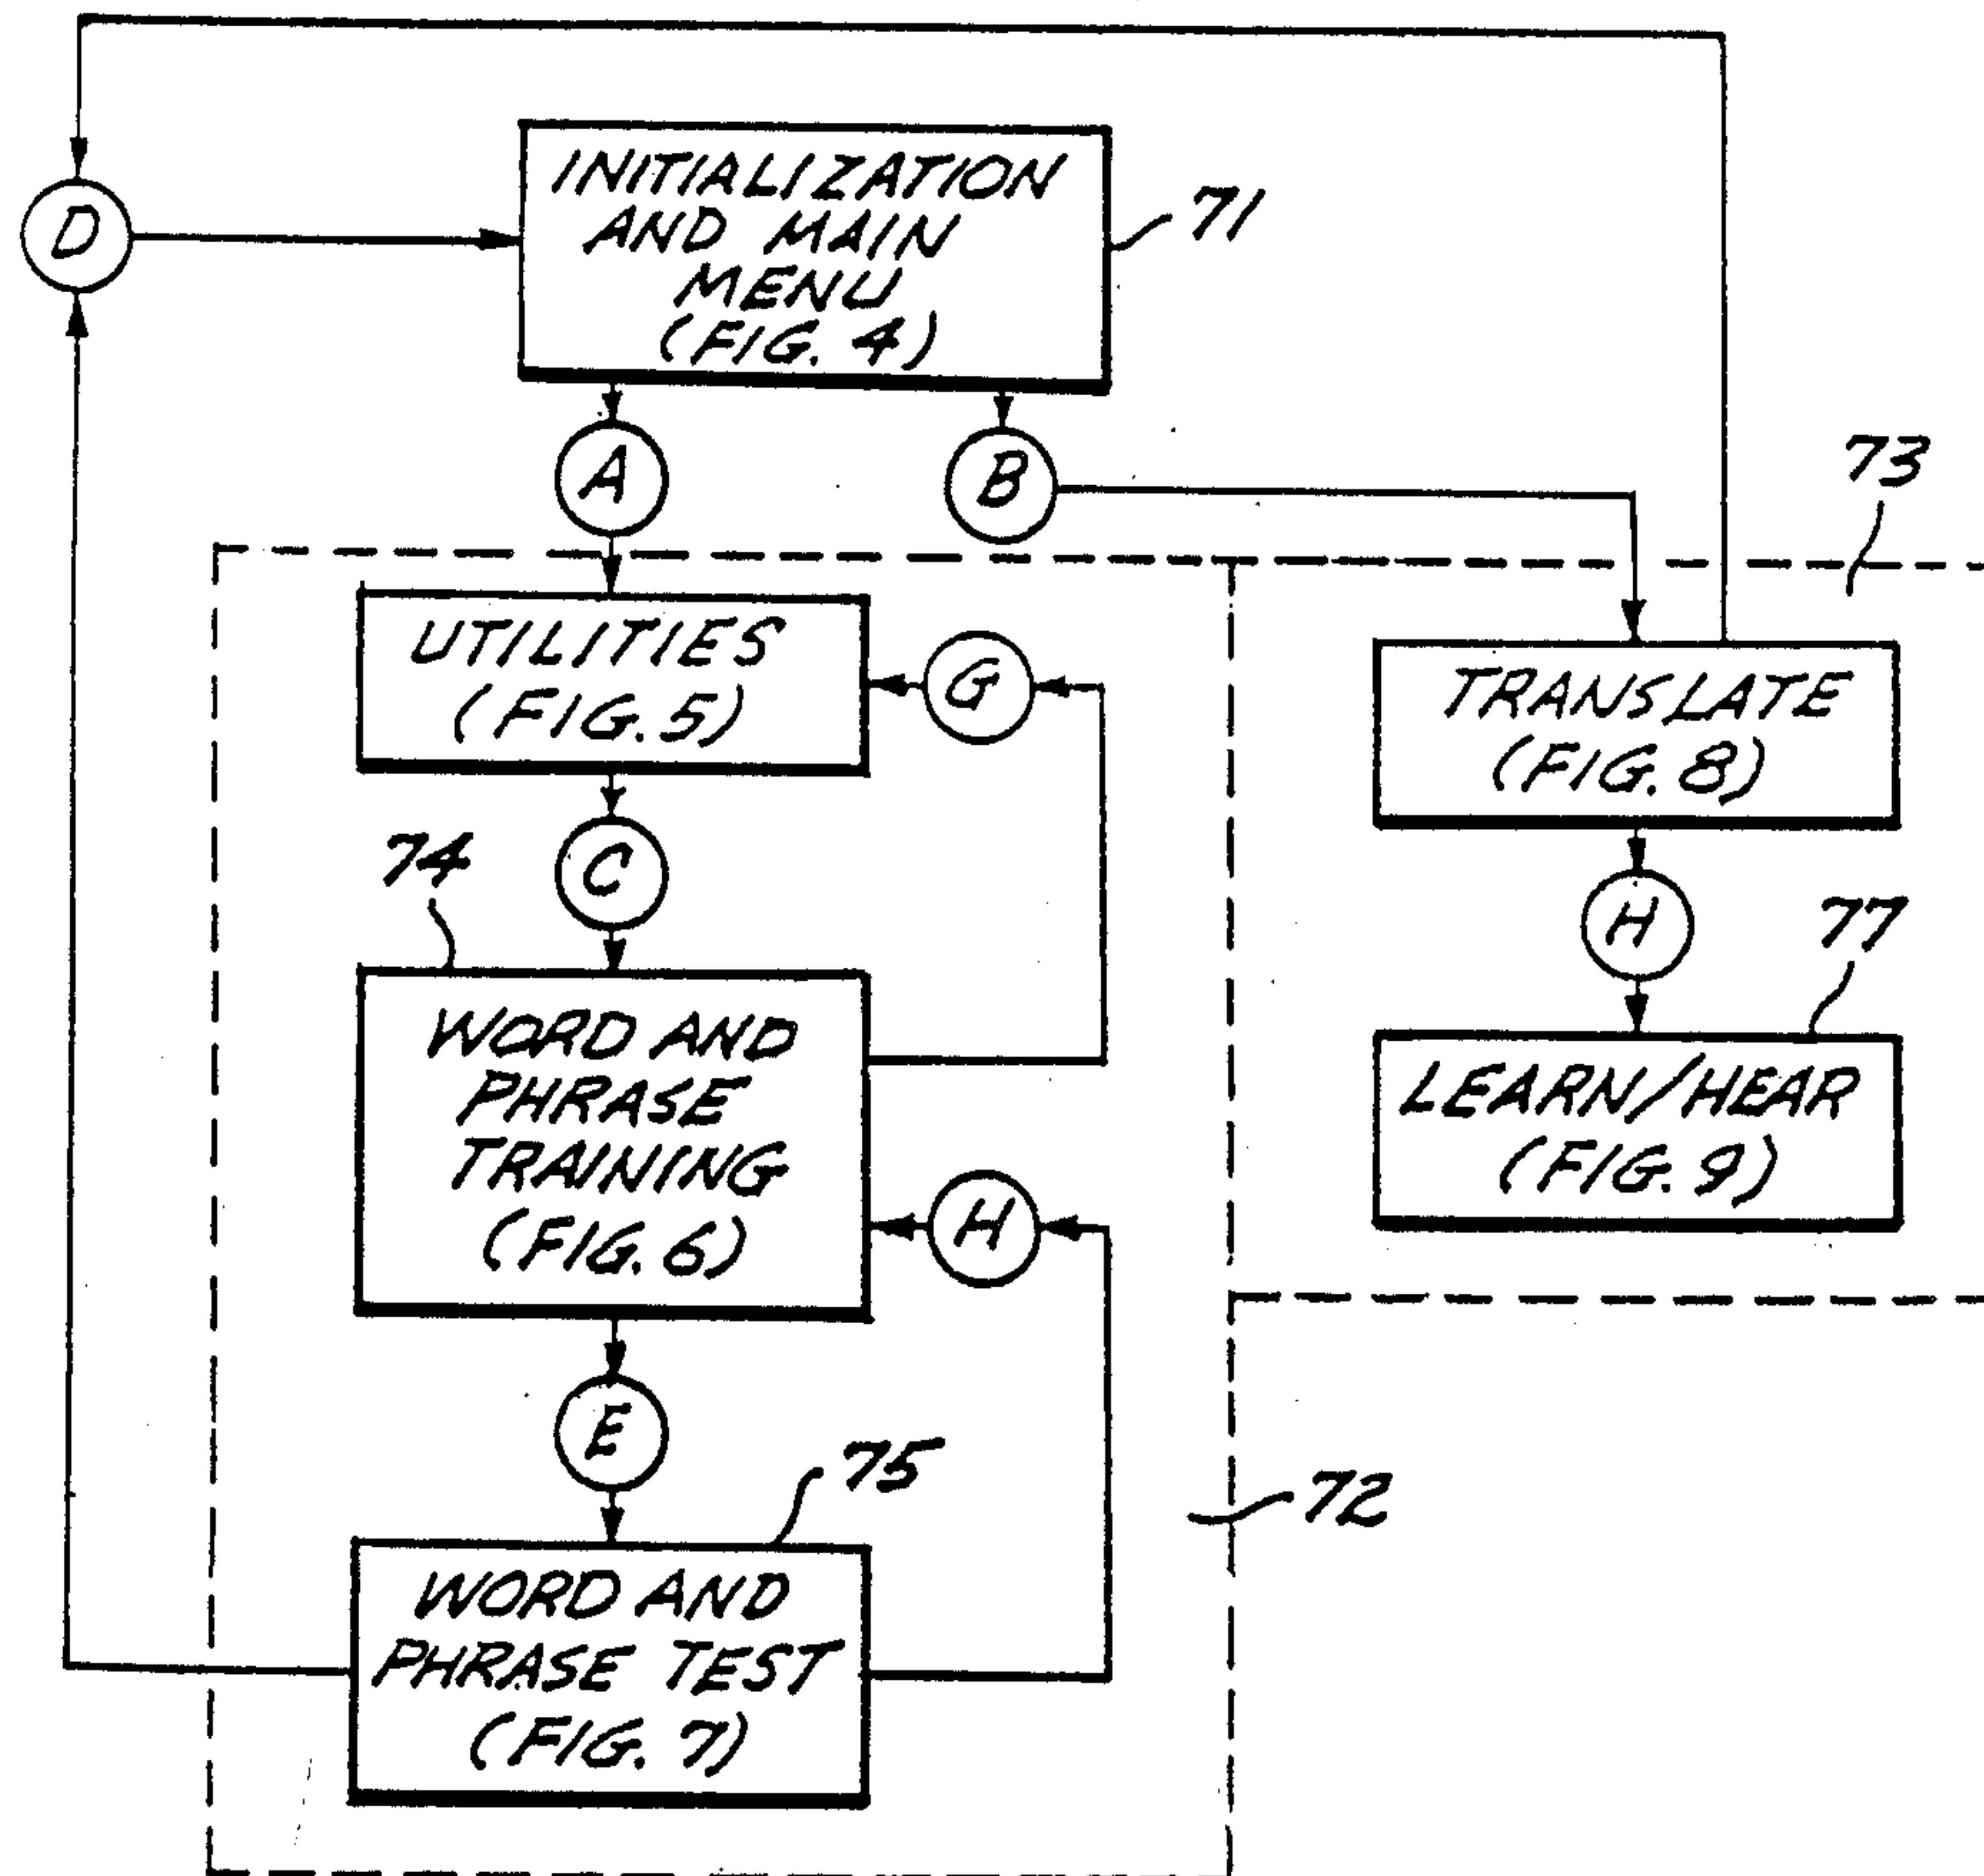 D
INITIALIZATION
AND MAIN
MENU
(FIG. 4)
71
A
B
73
UTILITIES
(FIG. 5)
G
TRANSLATE
(FIG. 8)
74
C
H
77
WORD AND
PHRASE
TRAINING
(FIG. 6)
LEARN/HEAR
(FIG. 9)
H
E
75
72
WORD AND
PHRASE TEST
(FIG. 7)